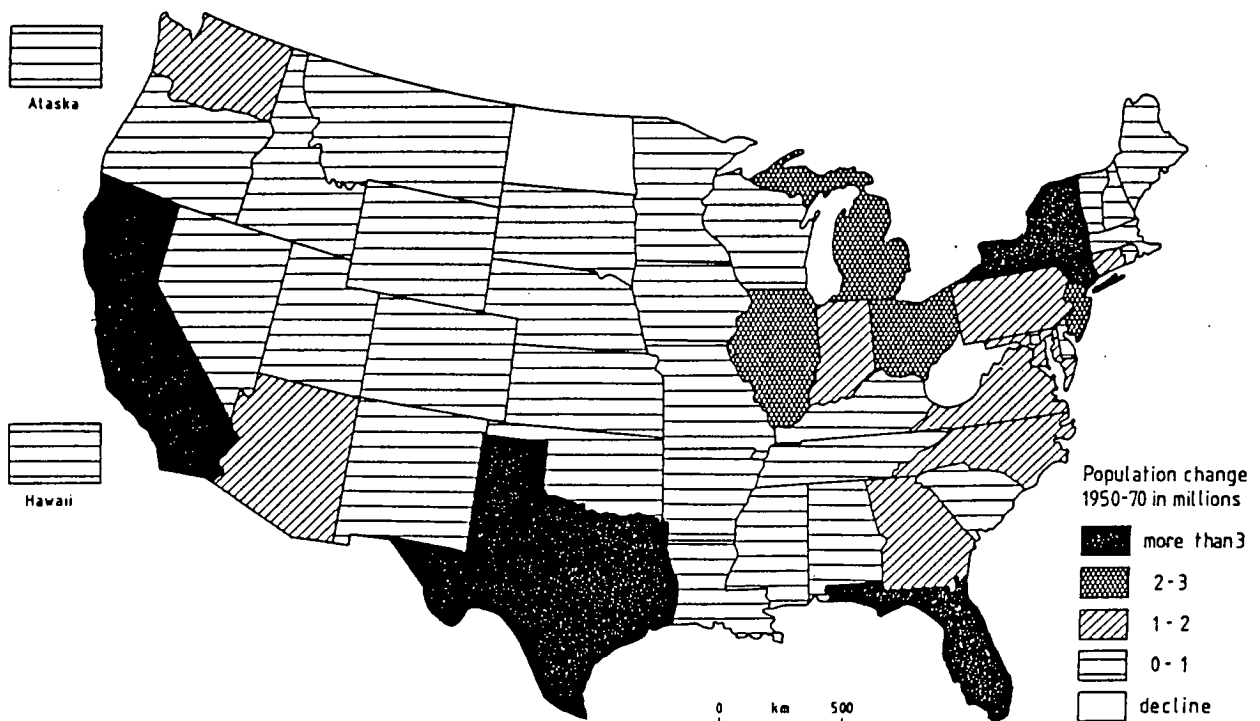 Alaska
Hawaii
Population change
1950-70 in millions
more than3
2-3
1-2
0-1
decline
0 km 500